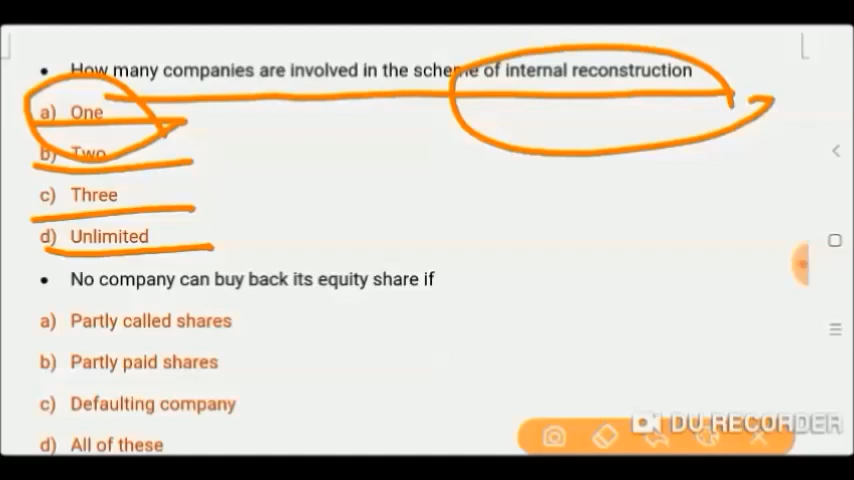 • How many companies are involved in the scheme of internal reconstruction
a) One
b) Two
c) Three
d) Unlimited
• No company can buy back its equity share if
a) Partly called shares
b) Partly paid shares
c) Defaulting company
d) All of these
DU RECORDER